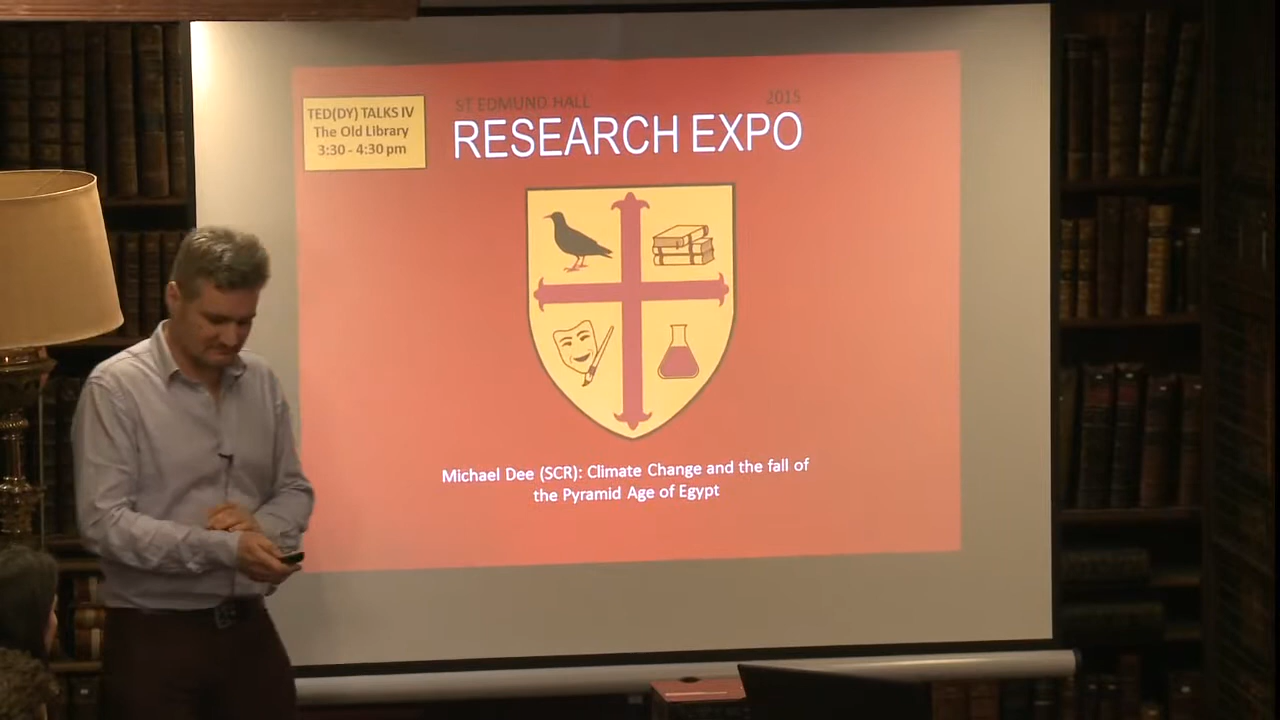 TED(DY) TALKS IV
The Old Library
3:30 - 4:30 pm
ST EDMUND HALL 2015
RESEARCH EXPO
Michael Dee (SCR): Climate Change and the fall of
the Pyramid Age of Egypt